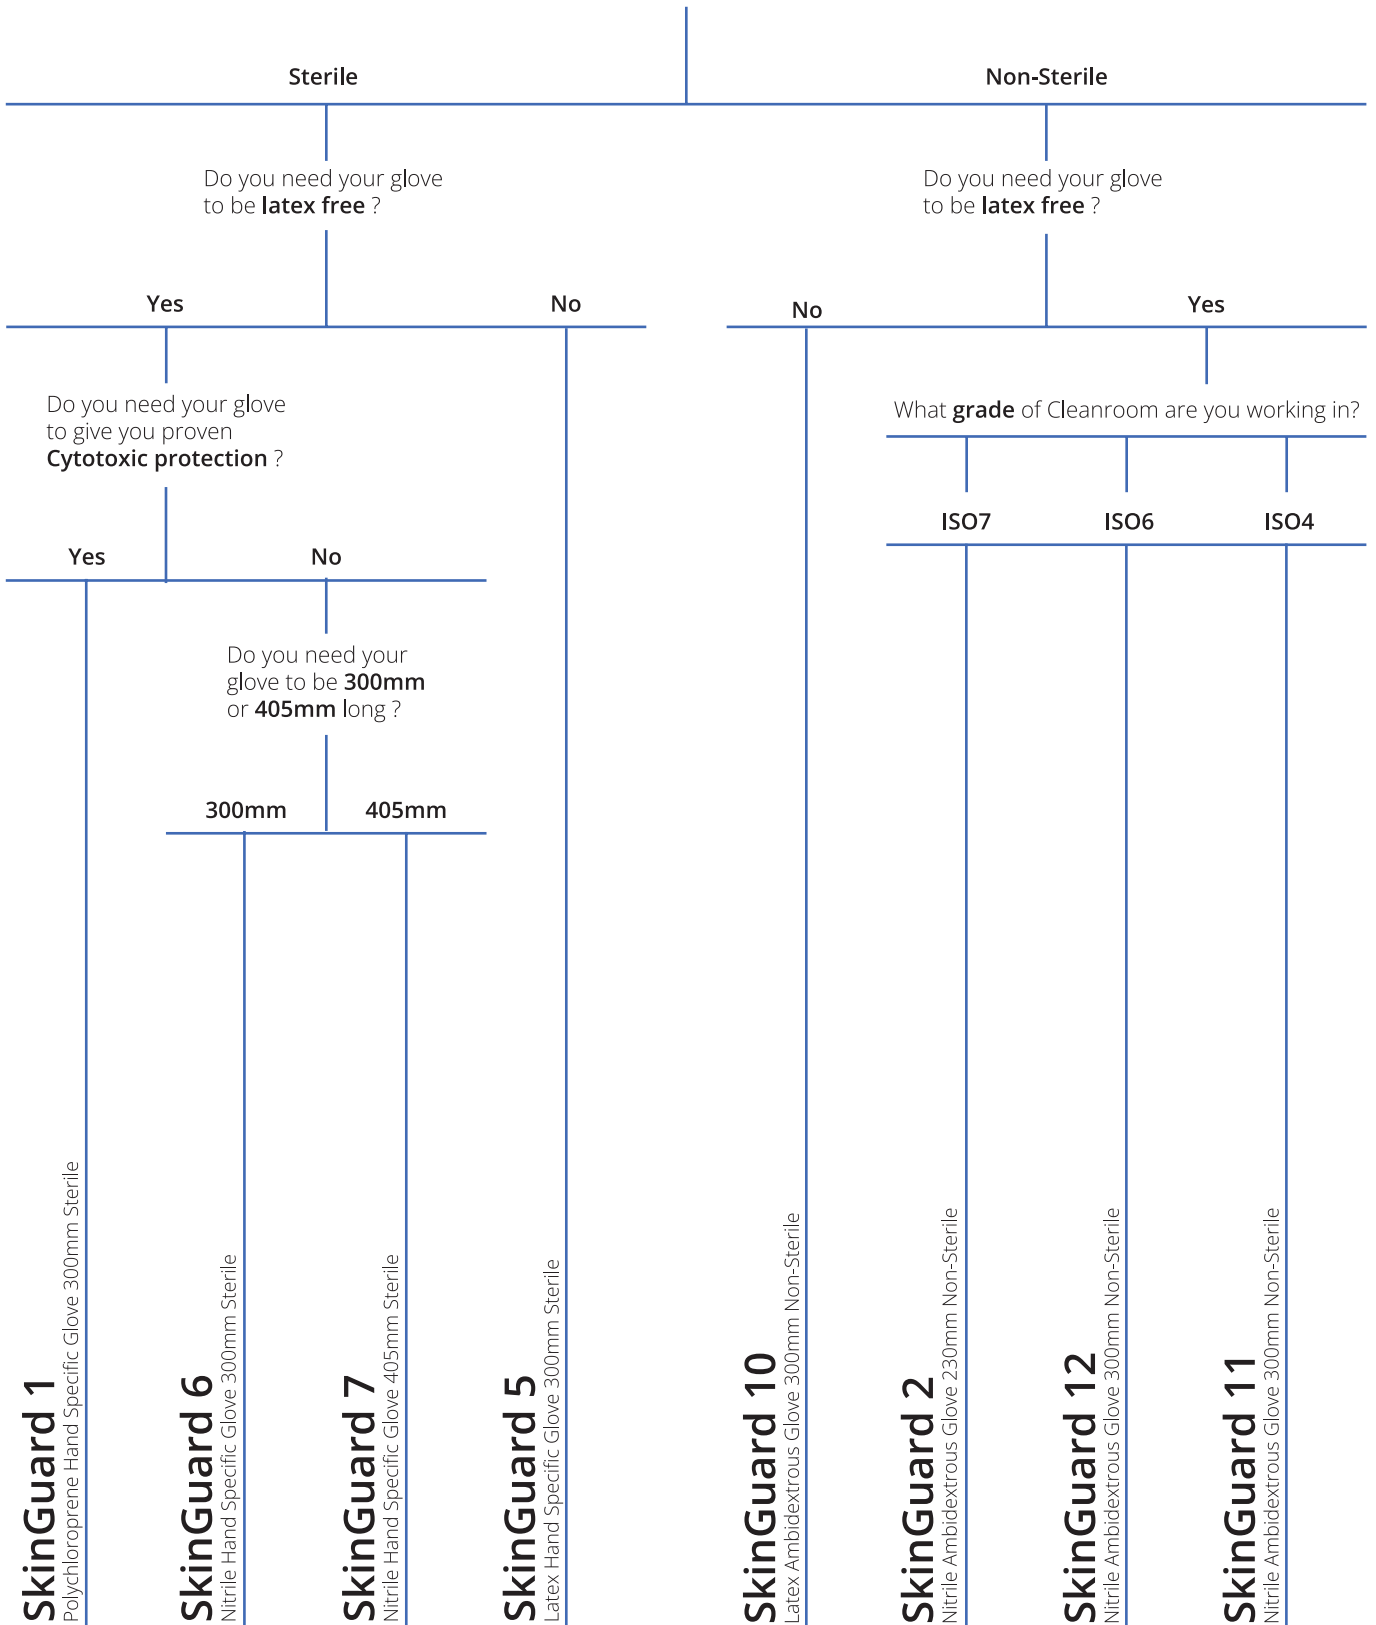 Sterile
Non-Sterile
Do you need your glove
to be latex free ?
Do you need your glove
to be latex free ?
Yes
No
No
Yes
Do you need your glove
to give you proven
Cytotoxic protection ?
What grade of Cleanroom are you working in?
ISO7
ISO6
ISO4
Yes
No
Do you need your
glove to be 300mm
or 405mm long ?
300mm
405mm
SkinGuard 1
Polychloroprene Hand Specific Glove 300mm Sterile
SkinGuard 6
Nitrile Hand Specific Glove 300mm Sterile
SkinGuard 7
Nitrile Hand Specific Glove 405mm Sterile
SkinGuard 5
Latex Hand Specific Glove 300mm Sterile
SkinGuard 10
Latex Ambidextrous Glove 300mm Non-Sterile
SkinGuard 2
Nitrile Ambidextrous Glove 230mm Non-Sterile
SkinGuard 12
Nitrile Ambidextrous Glove 300mm Non-Sterile
SkinGuard 11
Nitrile Ambidextrous Glove 300mm Non-Sterile